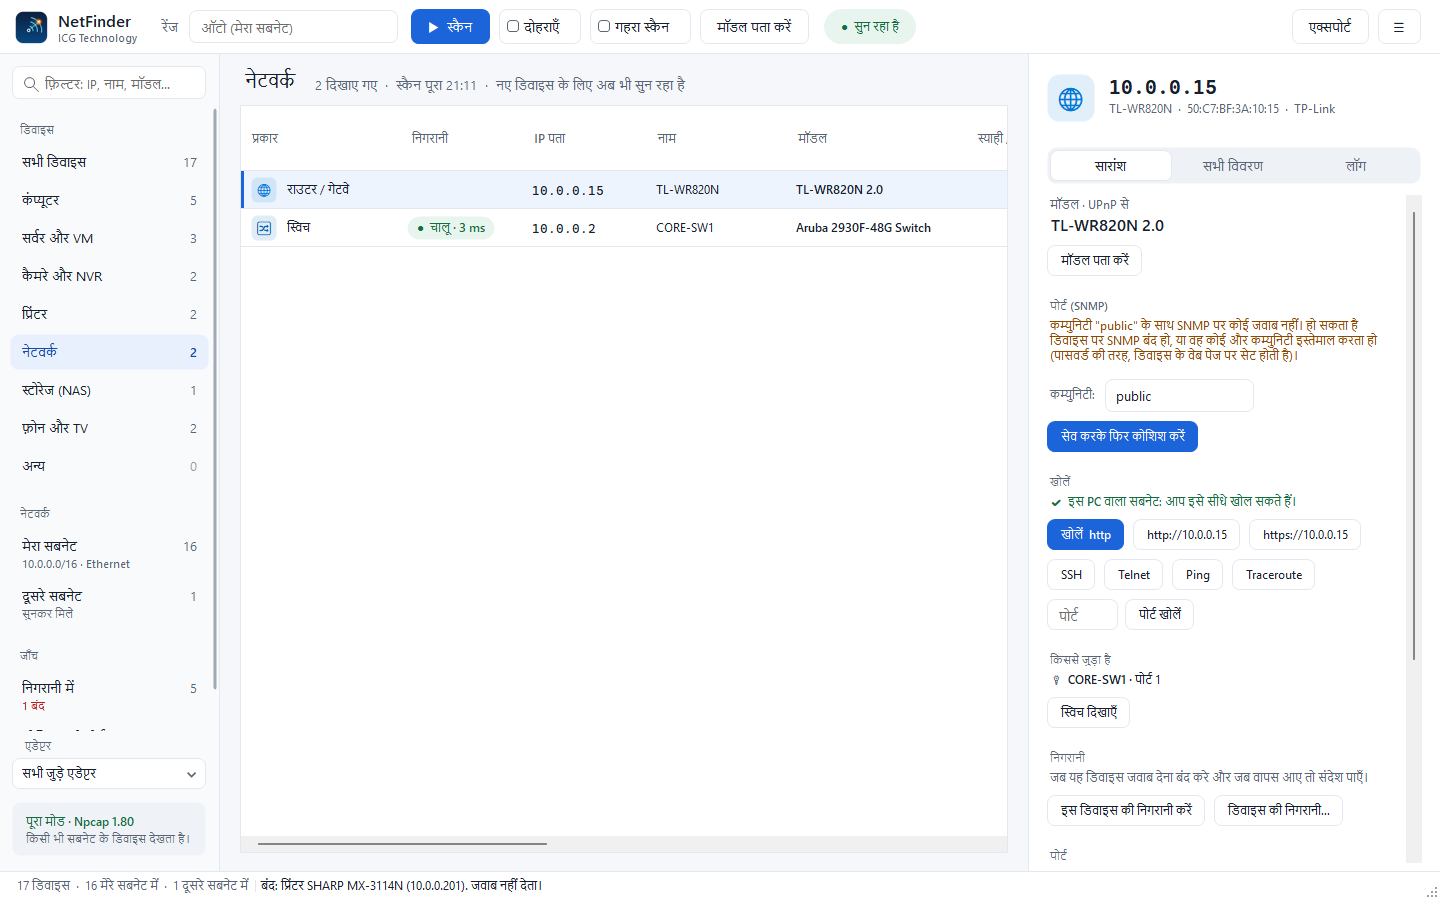 NetFinder
ICG Technology
रेंज
ऑटो (मेरा सबनेट)
स्कैन
दोहराएँ
गहरा स्कैन
मॉडल पता करें
सुन रहा है
एक्सपोर्ट
फ़िल्टर: IP, नाम, मॉडल...
डिवाइस
सभी डिवाइस 17
कंप्यूटर 5
सर्वर और VM 3
कैमरे और NVR 2
प्रिंटर 2
नेटवर्क 2
स्टोरेज (NAS) 1
फ़ोन और TV 2
अन्य 0
नेटवर्क
मेरा सबनेट 16
10.0.0.0/16 · Ethernet
दूसरे सबनेट 1
सुनकर मिले
जाँच
निगरानी में 5
1 बंद
एडेप्टर
सभी जुड़े एडेप्टर
पूरा मोड · Npcap 1.80
किसी भी सबनेट के डिवाइस देखता है।
नेटवर्क
2 दिखाए गए · स्कैन पूरा 21:11 · नए डिवाइस के लिए अब भी सुन रहा है
प्रकार निगरानी IP पता नाम मॉडल स्याही
राउटर / गेटवे 10.0.0.15 TL-WR820N TL-WR820N 2.0
स्विच चालू · 3 ms 10.0.0.2 CORE-SW1 Aruba 2930F-48G Switch
10.0.0.15
TL-WR820N · 50:C7:BF:3A:10:15 · TP-Link
सारांश सभी विवरण लॉग
मॉडल · UPnP से
TL-WR820N 2.0
मॉडल पता करें
पोर्ट (SNMP)
कम्युनिटी "public" के साथ SNMP पर कोई जवाब नहीं। हो सकता है
डिवाइस पर SNMP बंद हो, या वह कोई और कम्युनिटी इस्तेमाल करता हो
(पासवर्ड की तरह, डिवाइस के वेब पेज पर सेट होती है)।
कम्युनिटी: public
सेव करके फिर कोशिश करें
खोलें
इस PC वाला सबनेट: आप इसे सीधे खोल सकते हैं।
खोलें http http://10.0.0.15 https://10.0.0.15
SSH Telnet Ping Traceroute
पोर्ट पोर्ट खोलें
किससे जुड़ा है
CORE-SW1 · पोर्ट 1
स्विच दिखाएँ
निगरानी
जब यह डिवाइस जवाब देना बंद करे और जब वापस आए तो संदेश पाएँ।
इस डिवाइस की निगरानी करें डिवाइस की निगरानी...
पोर्ट
17 डिवाइस · 16 मेरे सबनेट में · 1 दूसरे सबनेट में बंद: प्रिंटर SHARP MX-3114N (10.0.0.201). जवाब नहीं देता।